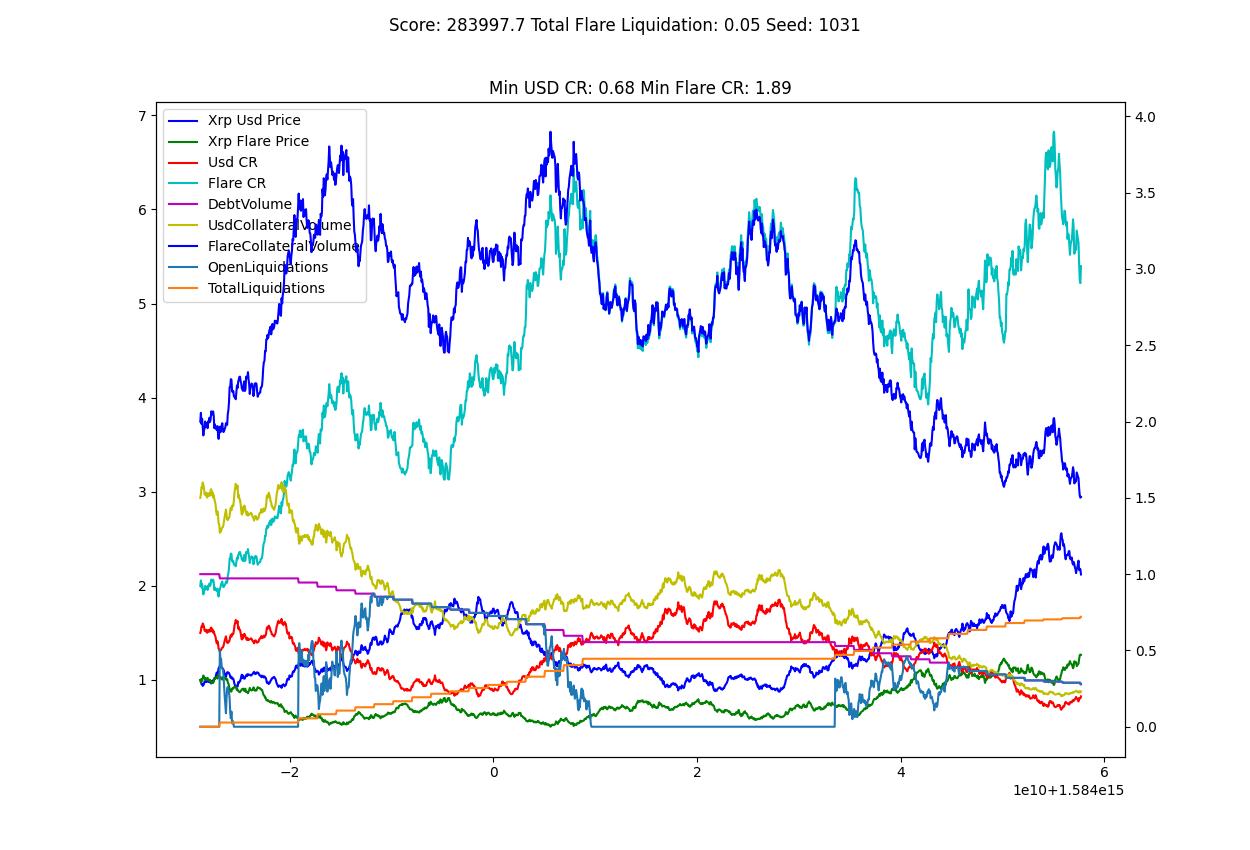 Score: 283997.7 Total Flare Liquidation: 0.05 Seed: 1031
Min USD CR: 0.68 Min Flare CR: 1.89
Xrp Usd Price
Xrp Flare Price
Usd CR
Flare CR
DebtVolume
UsdCollateralVolume
FlareCollateralVolume
OpenLiquidations
TotalLiquidations
7
6
5
4
3
2
1
4.0
3.5
3.0
2.5
2.0
1.5
1.0
0.5
0.0
−2
0
2
4
6
1e10+1.584e15